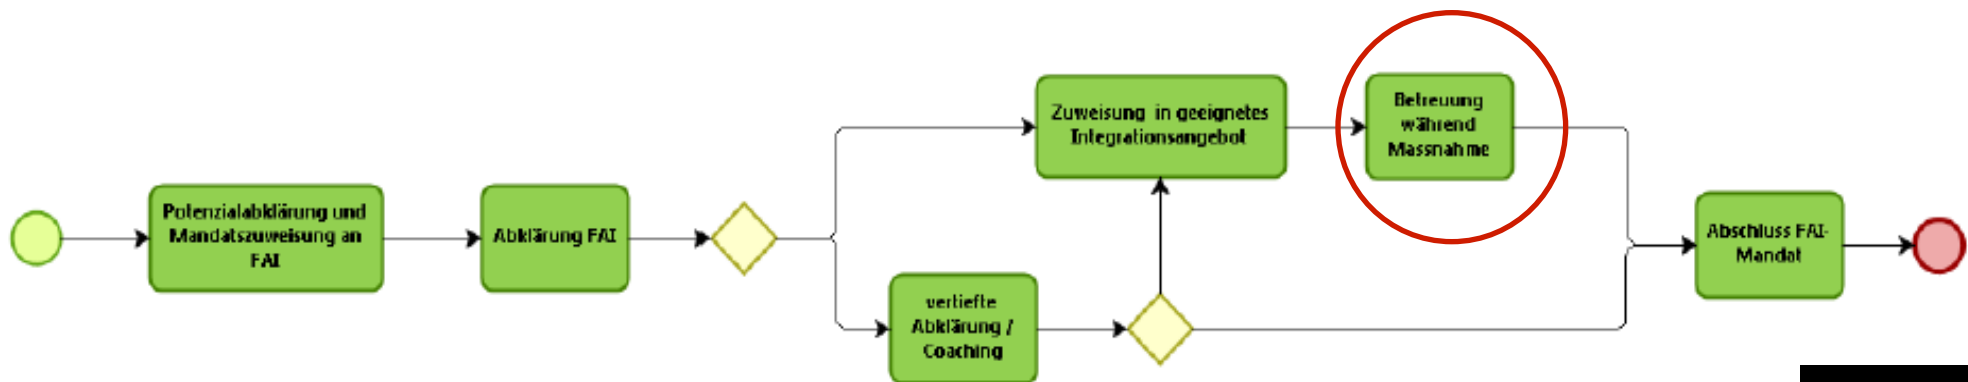 Potenzialabklärung und
Mandatszuweisung an
FAI
Abklärung FAI
Zuweisung in geeignetes
Integrationsangebot
Betreuung
während
Massnahme
vertiefte
Abklärung /
Coaching
Abschluss FAI-
Mandat